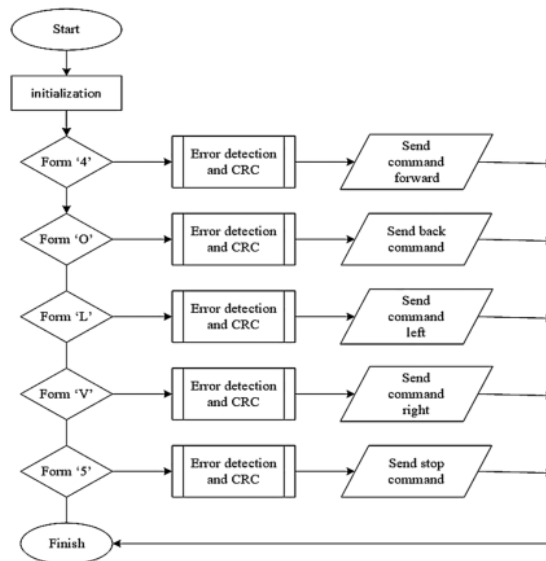 Start
initialization
Form ‘4’
Error detection
and CRC
Send
command
forward
Form ‘O’
Error detection
and CRC
Send back
command
Form ‘L’
Error detection
and CRC
Send
command
left
Form ‘V’
Error detection
and CRC
Send
command
right
Form ‘5’
Error detection
and CRC
Send stop
command
Finish